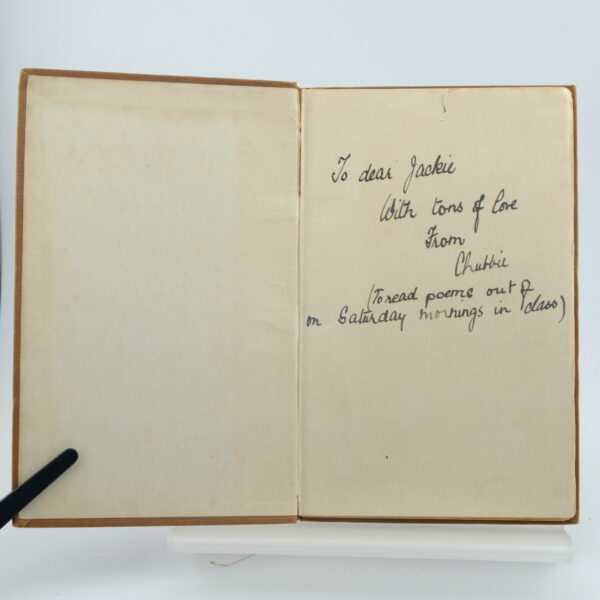 To dear Jackie
With tons of love
From
Chubbie
(To read poems out of
on Saturday mornings in class)